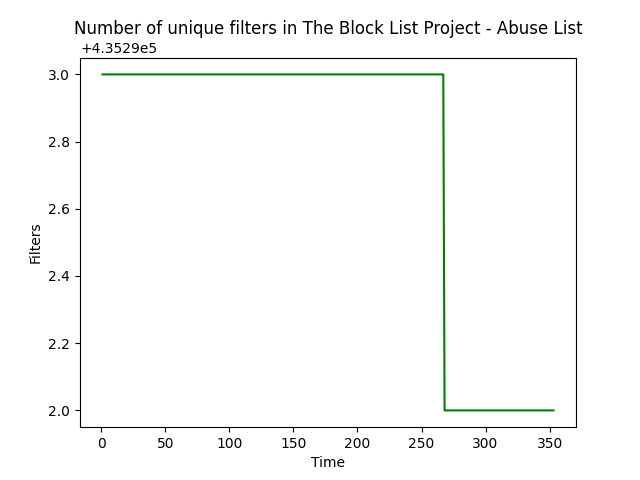 Number of unique filters in The Block List Project - Abuse List
+4.3529e5
3.0
2.8
2.6
2.4
2.2
2.0
Filters
0 50 100 150 200 250 300 350
Time